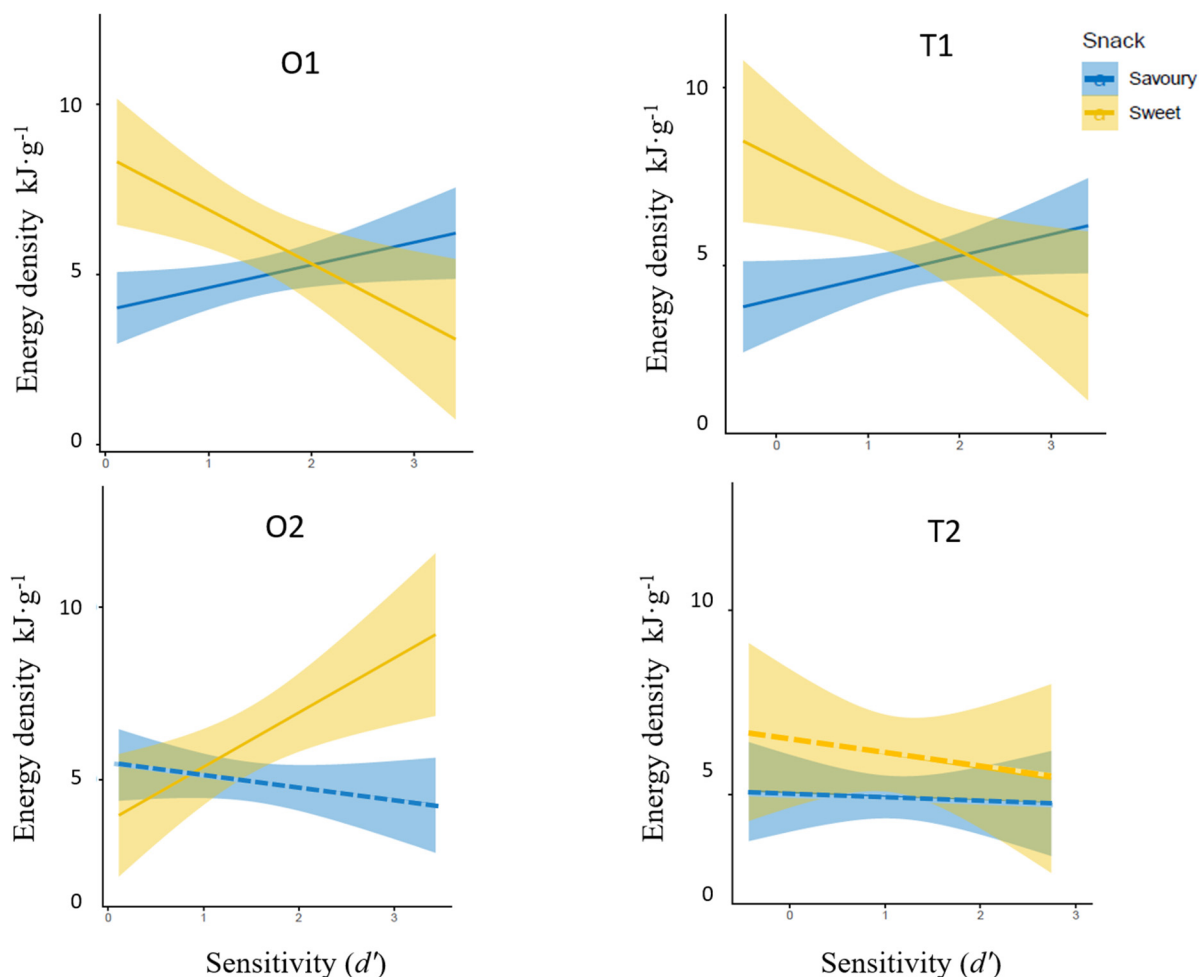 O1
Energy density kJ·g⁻¹
10
5
0
0 1 2 3
T1
Energy density kJ·g⁻¹
10
5
0
0 1 2 3
Snack
a Savoury
a Sweet
O2
Energy density kJ·g⁻¹
10
5
0
0 1 2 3
Sensitivity (d′)
T2
Energy density kJ·g⁻¹
10
5
0
0 1 2 3
Sensitivity (d′)